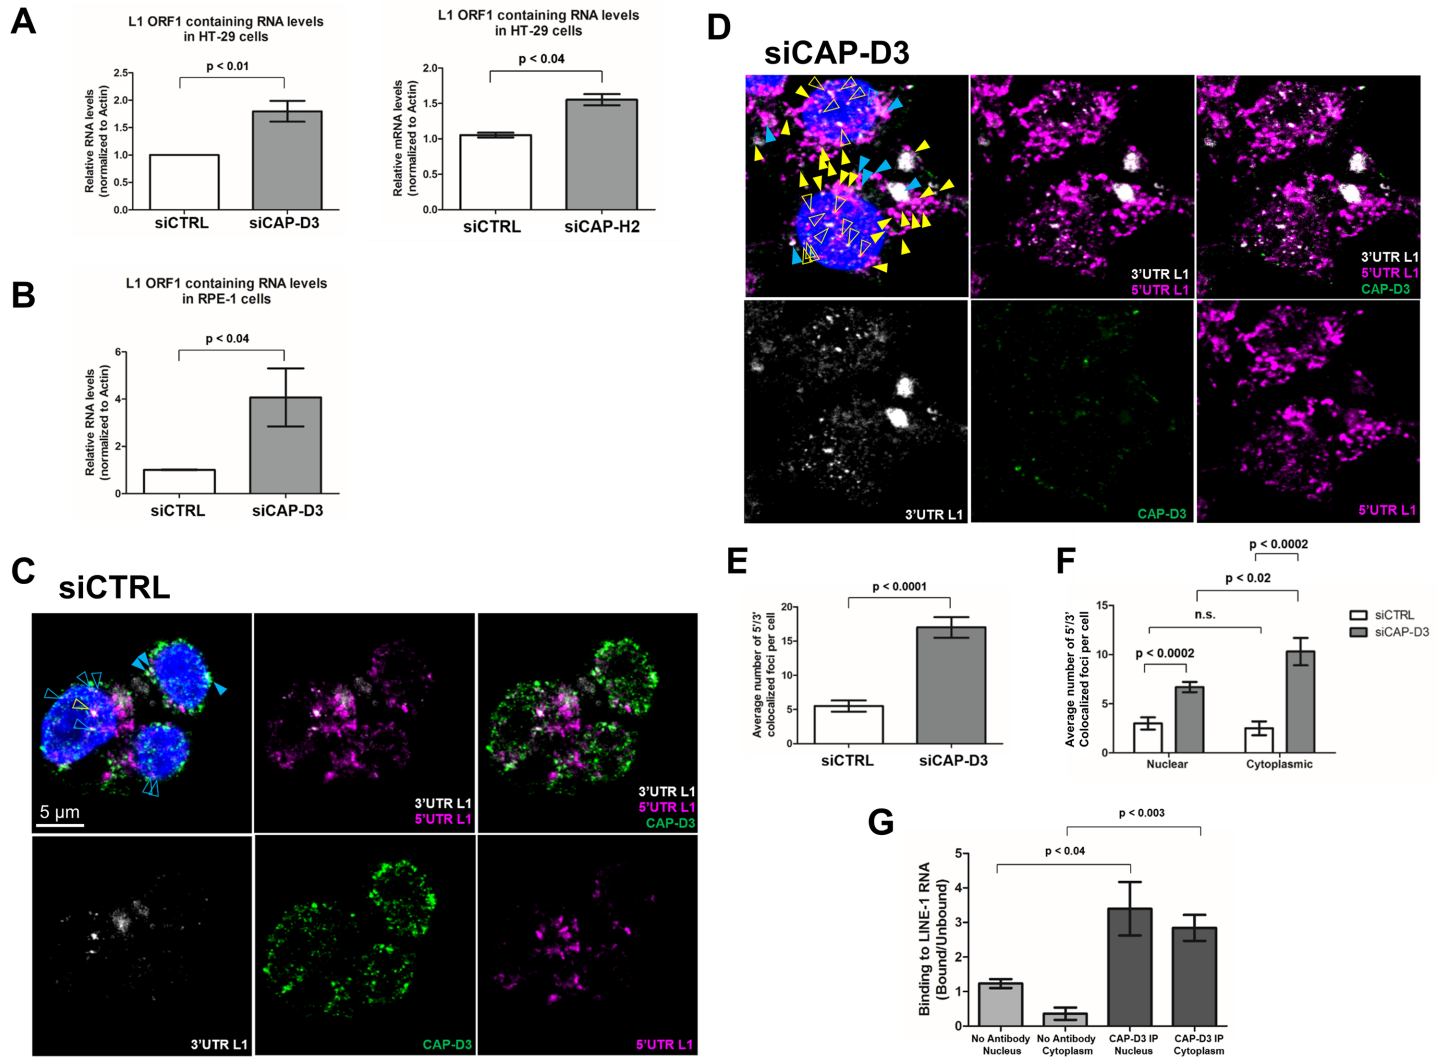 A
L1 ORF1 containing RNA levels
in HT-29 cells
p < 0.01
2.5
2.0
1.5
1.0
0.5
0.0
Relative RNA levels
(normalized to Actin)
siCTRL
siCAP-D3
L1 ORF1 containing RNA levels
in HT-29 cells
p < 0.04
2.0
1.5
1.0
0.5
0.0
Relative mRNA levels
(normalized to Actin)
siCTRL
siCAP-H2
B
L1 ORF1 containing RNA levels
in RPE-1 cells
p < 0.04
6
4
2
0
Relative RNA levels
(normalized to Actin)
siCTRL
siCAP-D3
C
siCTRL
5 µm
3'UTR L1
5'UTR L1
3'UTR L1
5'UTR L1
CAP-D3
3'UTR L1
CAP-D3
5'UTR L1
D
siCAP-D3
3'UTR L1
5'UTR L1
3'UTR L1
5'UTR L1
CAP-D3
3'UTR L1
CAP-D3
5'UTR L1
E
p < 0.0001
20
15
10
5
0
Average number of 5'/3'
colocalized foci per cell
siCTRL
siCAP-D3
F
p < 0.0002
p < 0.02
n.s.
p < 0.0002
15
10
5
0
Average number of 5'/3'
Colocalized foci per cell
Nuclear
Cytoplasmic
siCTRL
siCAP-D3
G
p < 0.003
p < 0.04
5
4
3
2
1
0
Binding to LINE-1 RNA
(Bound/Unbound)
No Antibody
Nucleus
No Antibody
Cytoplasm
CAP-D3 IP
Nucleus
CAP-D3 IP
Cytoplasm